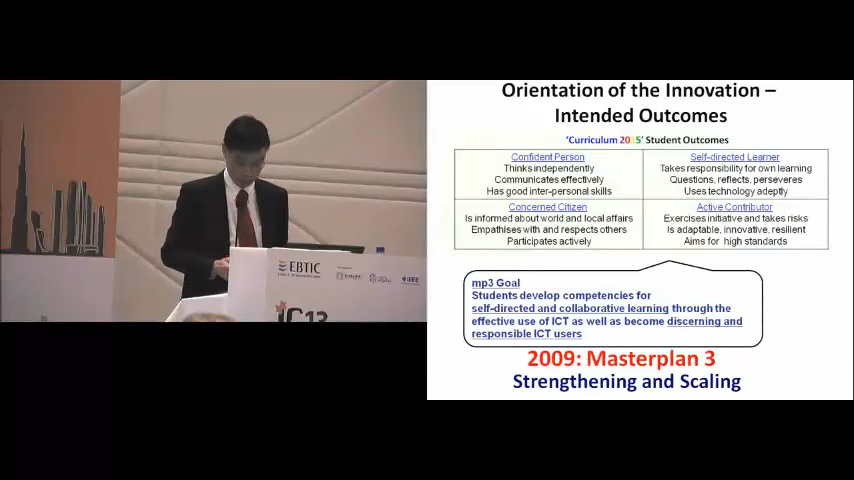 Orientation of the Innovation –
Intended Outcomes
'Curriculum 2015' Student Outcomes
Confident Person
Thinks independently
Communicates effectively
Has good inter-personal skills
Self-directed Learner
Takes responsibility for own learning
Questions, reflects, perseveres
Uses technology adeptly
Concerned Citizen
Is informed about world and local affairs
Empathises with and respects others
Participates actively
Active Contributor
Exercises initiative and takes risks
Is adaptable, innovative, resilient
Aims for high standards
mp3 Goal
Students develop competencies for
self-directed and collaborative learning through the
effective use of ICT as well as become discerning and
responsible ICT users
2009: Masterplan 3
Strengthening and Scaling
EBTIC
IEEE